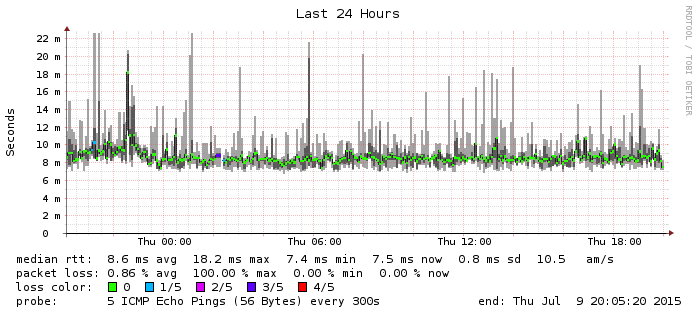 Last 24 Hours
RRDTOOL / TOBI OETIKER
Seconds
22 m
20 m
18 m
16 m
14 m
12 m
10 m
8 m
6 m
4 m
2 m
0
Thu 00:00 Thu 06:00 Thu 12:00 Thu 18:00
median rtt: 8.6 ms avg 18.2 ms max 7.4 ms min 7.5 ms now 0.8 ms sd 10.5 am/s
packet loss: 0.86 % avg 100.00 % max 0.00 % min 0.00 % now
loss color: 0 1/5 2/5 3/5 4/5
probe: 5 ICMP Echo Pings (56 Bytes) every 300s end: Thu Jul 9 20:05:20 2015